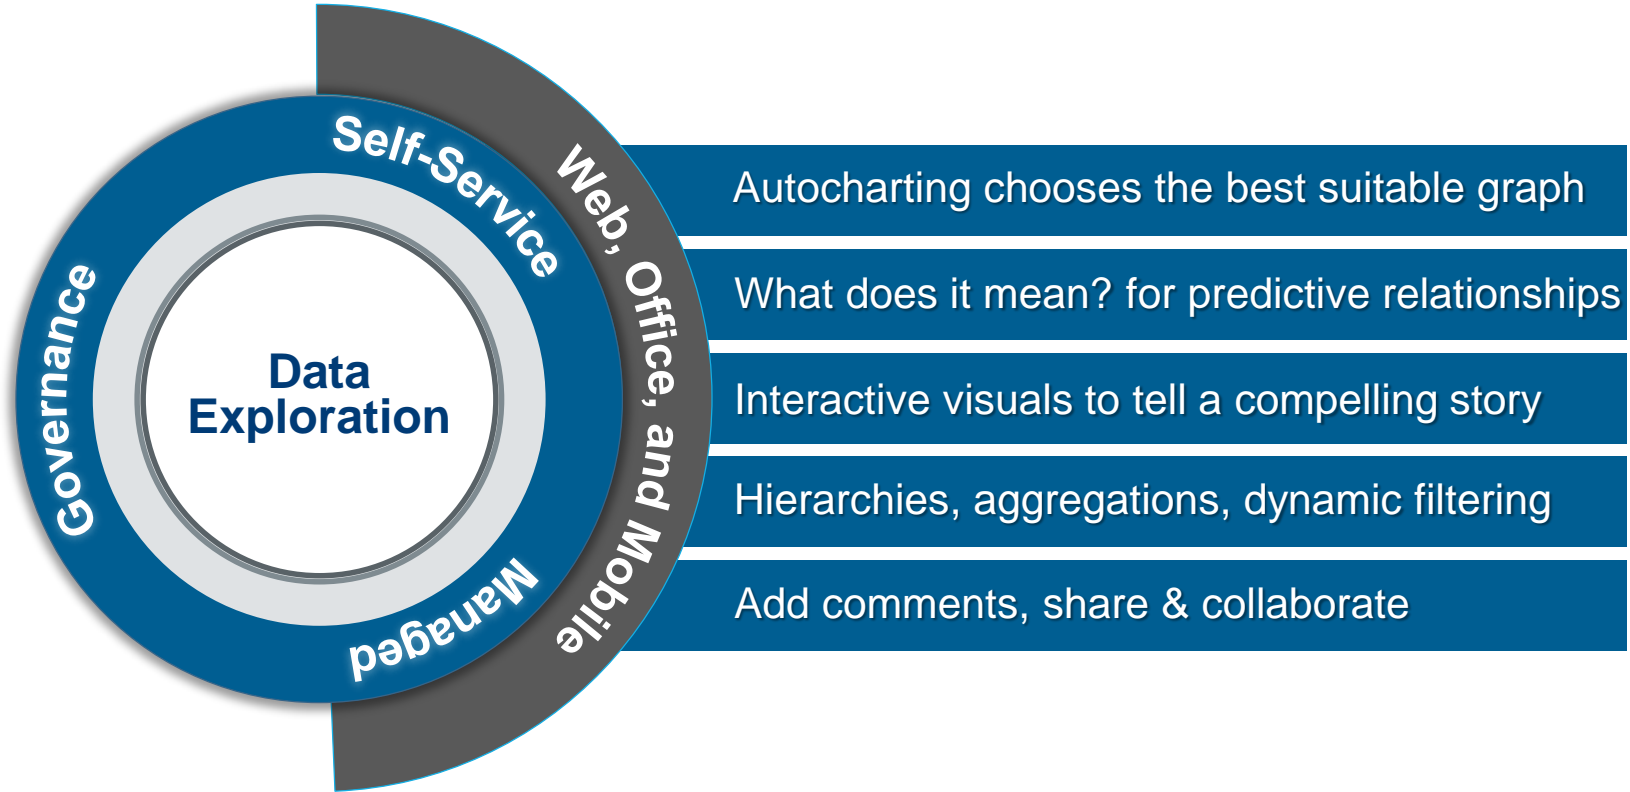 Self-Service
Governance
Managed
Data
Exploration
Web, Office, and Mobile
Autocharting chooses the best suitable graph
What does it mean? for predictive relationships
Interactive visuals to tell a compelling story
Hierarchies, aggregations, dynamic filtering
Add comments, share & collaborate